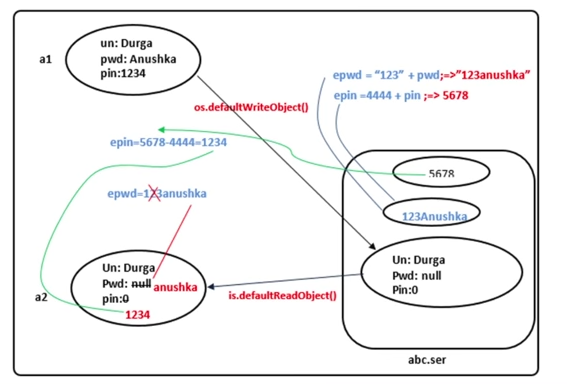 a1
un: Durga
pwd: Anushka
pin:1234
epwd = "123" + pwd;=>"123anushka"
epin =4444 + pin ;=> 5678
os.defaultWriteObject()
epin=5678-4444=1234
5678
epwd=123anushka
123Anushka
Un: Durga
Pwd: null
Pin:0
Un: Durga
Pwd: null anushka
pin:0
1234
a2
is.defaultReadObject()
abc.ser